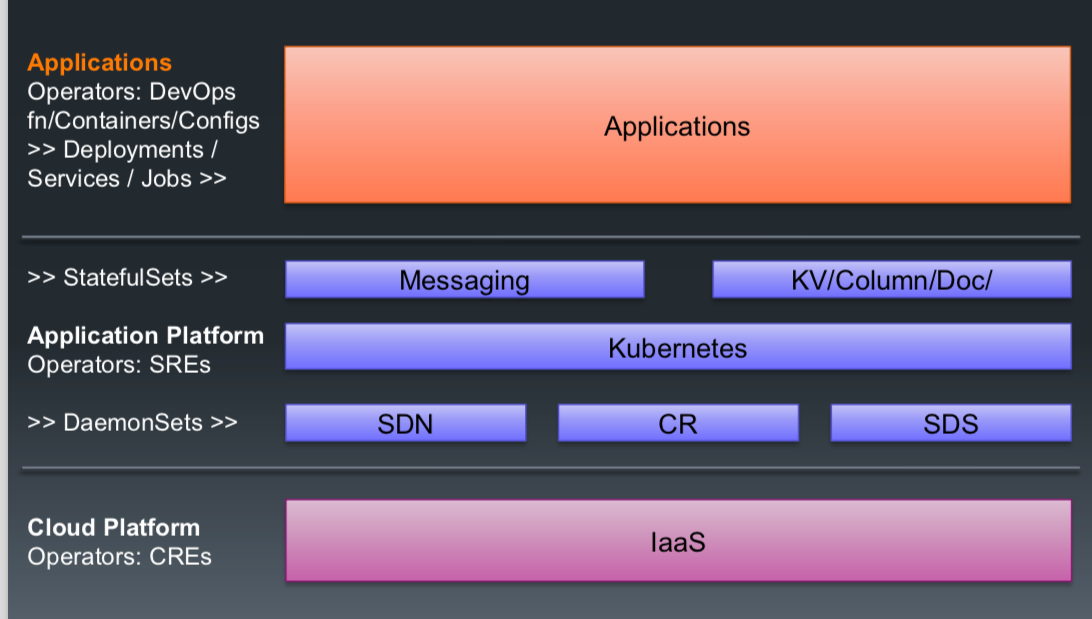 Applications
Operators: DevOps
fn/Containers/Configs
>> Deployments /
Services / Jobs >>
Applications
>> StatefulSets >>
Messaging
KV/Column/Doc/
Application Platform
Operators: SREs
Kubernetes
>> DaemonSets >>
SDN
CR
SDS
Cloud Platform
Operators: CREs
IaaS